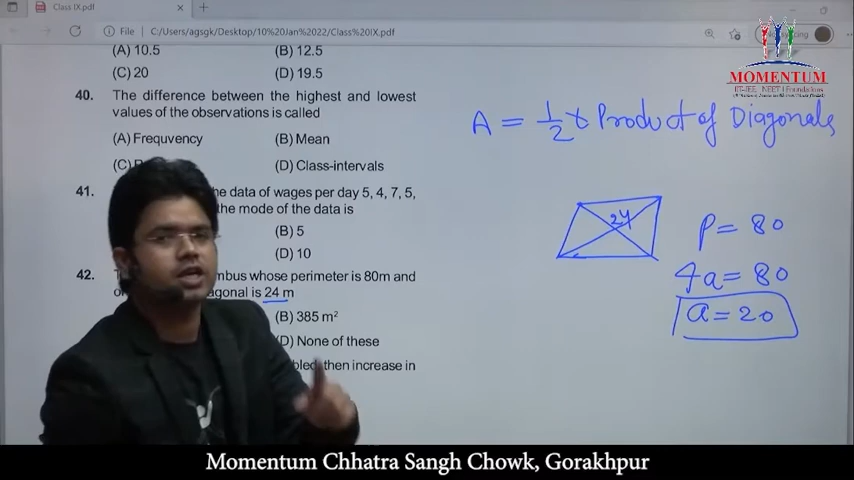 Class IX.pdf
File C:/Users/agsgk/Desktop/10%20Jan%2022/Class%20IX.pdf
(A) 10.5 (B) 12.5
(C) 20 (D) 19.5
40. The difference between the highest and lowest
values of the observations is called
(A) Frequvency (B) Mean
(D) Class-intervals
41. the data of wages per day 5, 4, 7, 5,
the mode of the data is
(B) 5
(D) 10
42. whose perimeter is 80m and
is 24 m
(B) 385 m²
(D) None of these
then increase in
A = 1/2 x Product of Diagonals
24
P = 80
4a = 80
a = 20
MOMENTUM
IIT-JEE NEET Foundations
Momentum Chhatra Sangh Chowk, Gorakhpur